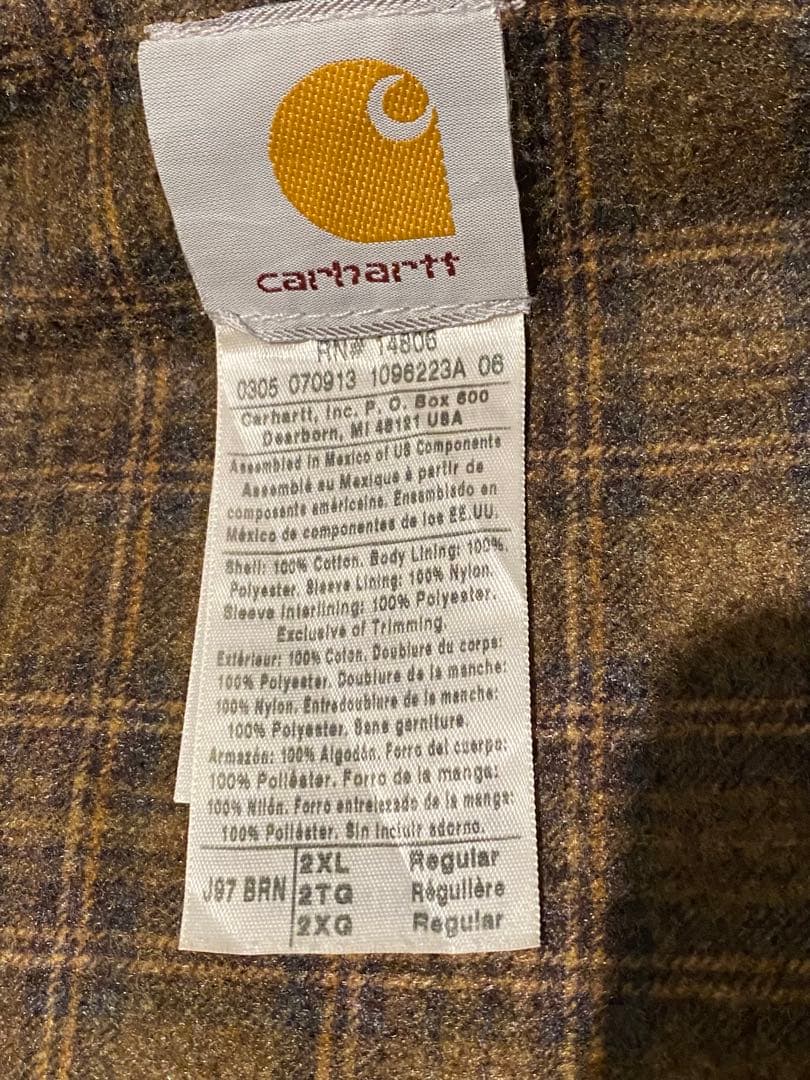 carhartt
RN# 14806
0305 070913 1096223A 06
Carhartt, Inc. P. O. Box 600
Dearborn, MI 48121 USA
Assembled in Mexico of US Components
Assemblé au Mexique à partir de
composants américains. Ensamblado en
México de componentes de los EE.UU.
Shell: 100% Cotton. Body Lining: 100%
Polyester. Sleeve Lining: 100% Nylon.
Sleeve Interlining: 100% Polyester.
Exclusive of Trimming.
Extérieur: 100% Coton. Doublure du corps:
100% Polyester. Doublure de la manche:
100% Nylon. Entredoublure de la manche:
100% Polyester. Sans garniture.
Armazón: 100% Algodón. Forro del cuerpo:
100% Poliéster. Forro de la manga:
100% Nilón. Forro entrelazado de la manga:
100% Poliéster. Sin incluir adorno.
J97 BRN 2XL Regular
2TG Régulière
2XG Regular